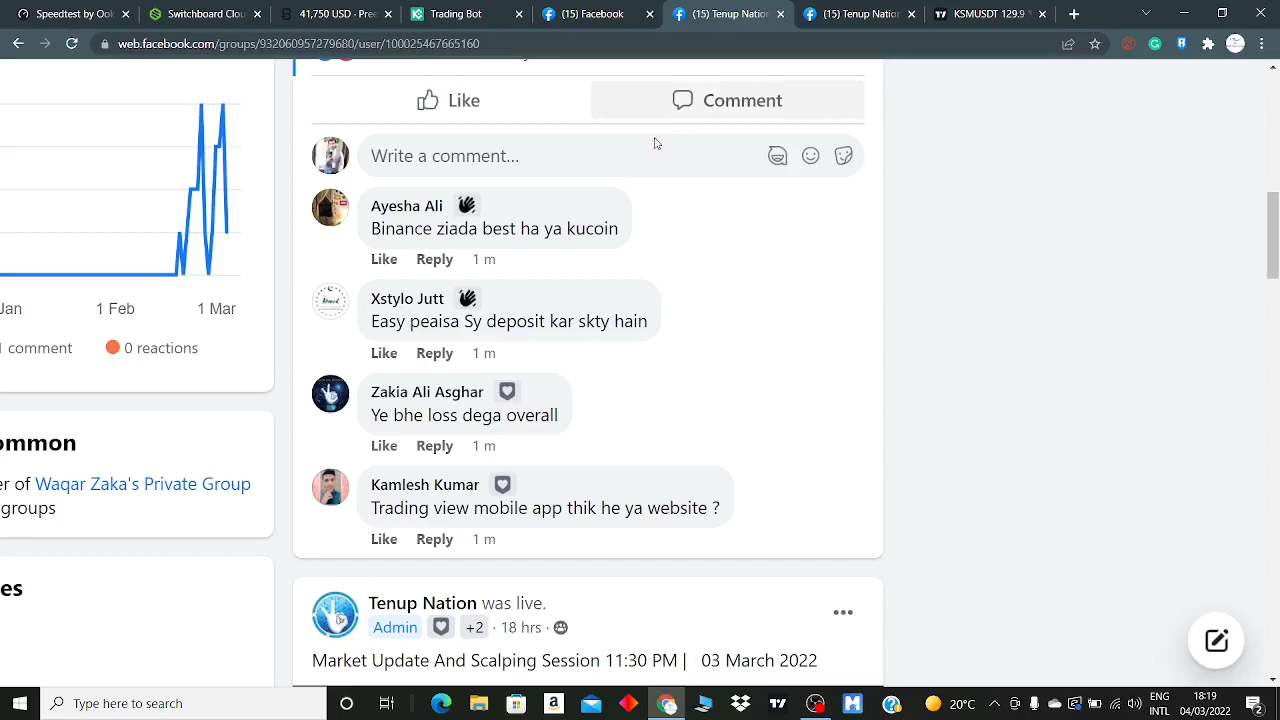 Speedtest by Ook
Switchboard Clou
41,750 USD - Pre
Trading Bot
(15) Facebook
(15) Tenup Nation
(15) Tenup Natio
KSMUSDT 129.9
web.facebook.com/groups/932060957279680/user/100025467665160
Like
Comment
Write a comment...
Ayesha Ali
Binance ziada best ha ya kucoin
Like Reply 1 m
Xstylo Jutt
Easy peaisa Sy deposit kar skty hain
Like Reply 1 m
Zakia Ali Asghar
Ye bhe loss dega overall
Like Reply 1 m
Kamlesh Kumar
Trading view mobile app thik he ya website ?
Like Reply 1 m
Jan 1 Feb 1 Mar
comment 0 reactions
ommon
er of Waqar Zaka's Private Group
groups
es
Tenup Nation was live.
Admin +2 · 18 hrs ·
Market Update And Scalping Session 11:30 PM | 03 March 2022
Type here to search
20°C
ENG
INTL
18:19
04/03/2022
2